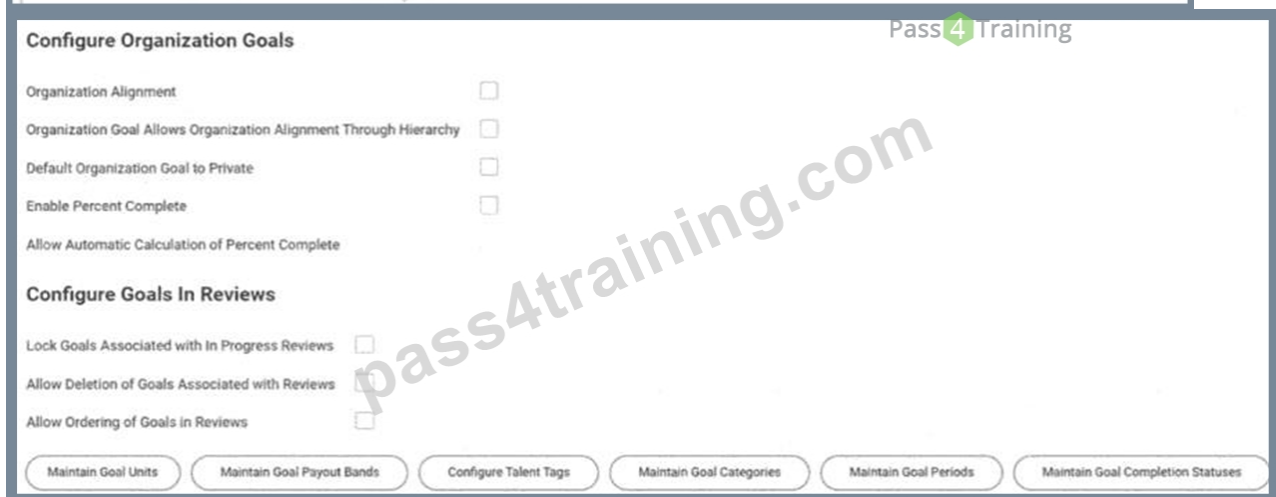 Pass 4 Training
Configure Organization Goals
Organization Alignment
Organization Goal Allows Organization Alignment Through Hierarchy
Default Organization Goal to Private
Enable Percent Complete
Allow Automatic Calculation of Percent Complete
Configure Goals In Reviews
Lock Goals Associated with In Progress Reviews
Allow Deletion of Goals Associated with Reviews
Allow Ordering of Goals in Reviews
Maintain Goal Units Maintain Goal Payout Bands Configure Talent Tags Maintain Goal Categories Maintain Goal Periods Maintain Goal Completion Statuses
pass4training.com